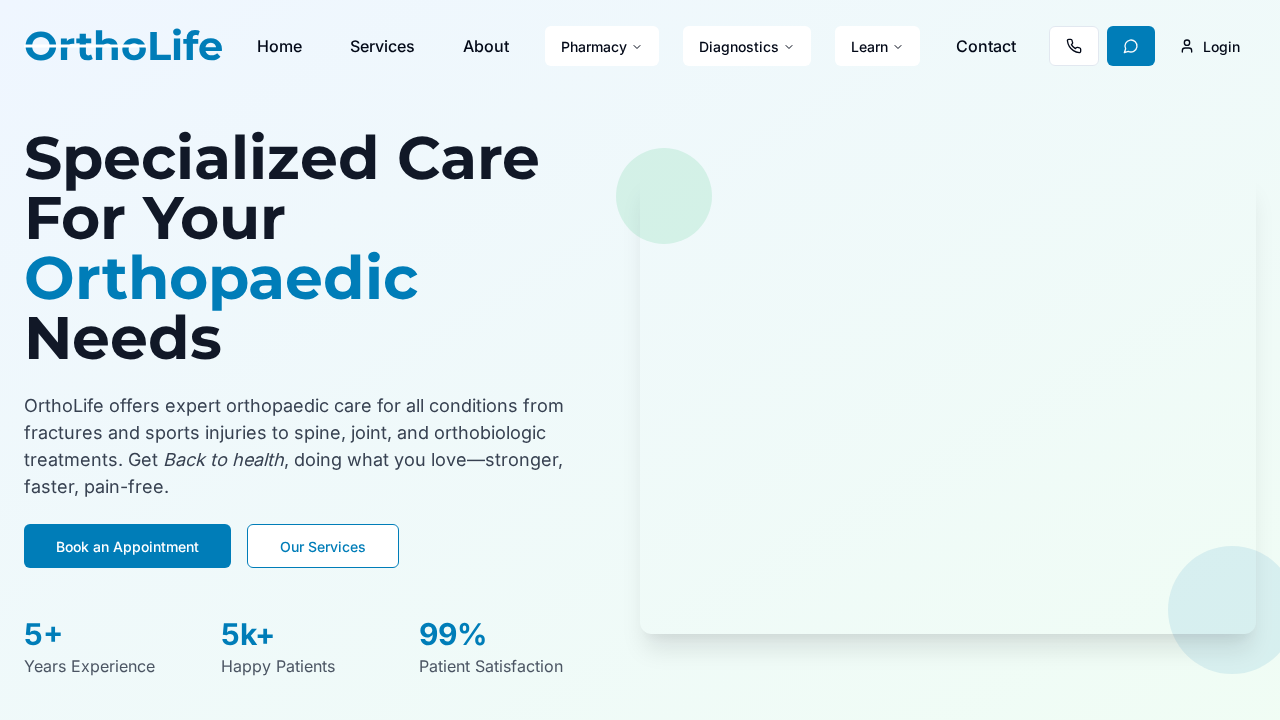 OrthoLife
Home
Services
About
Pharmacy
Diagnostics
Learn
Contact
Login
Specialized Care
For Your
Orthopaedic
Needs
OrthoLife offers expert orthopaedic care for all conditions from
fractures and sports injuries to spine, joint, and orthobiologic
treatments. Get Back to health, doing what you love—stronger,
faster, pain-free.
Book an Appointment
Our Services
5+
Years Experience
5k+
Happy Patients
99%
Patient Satisfaction